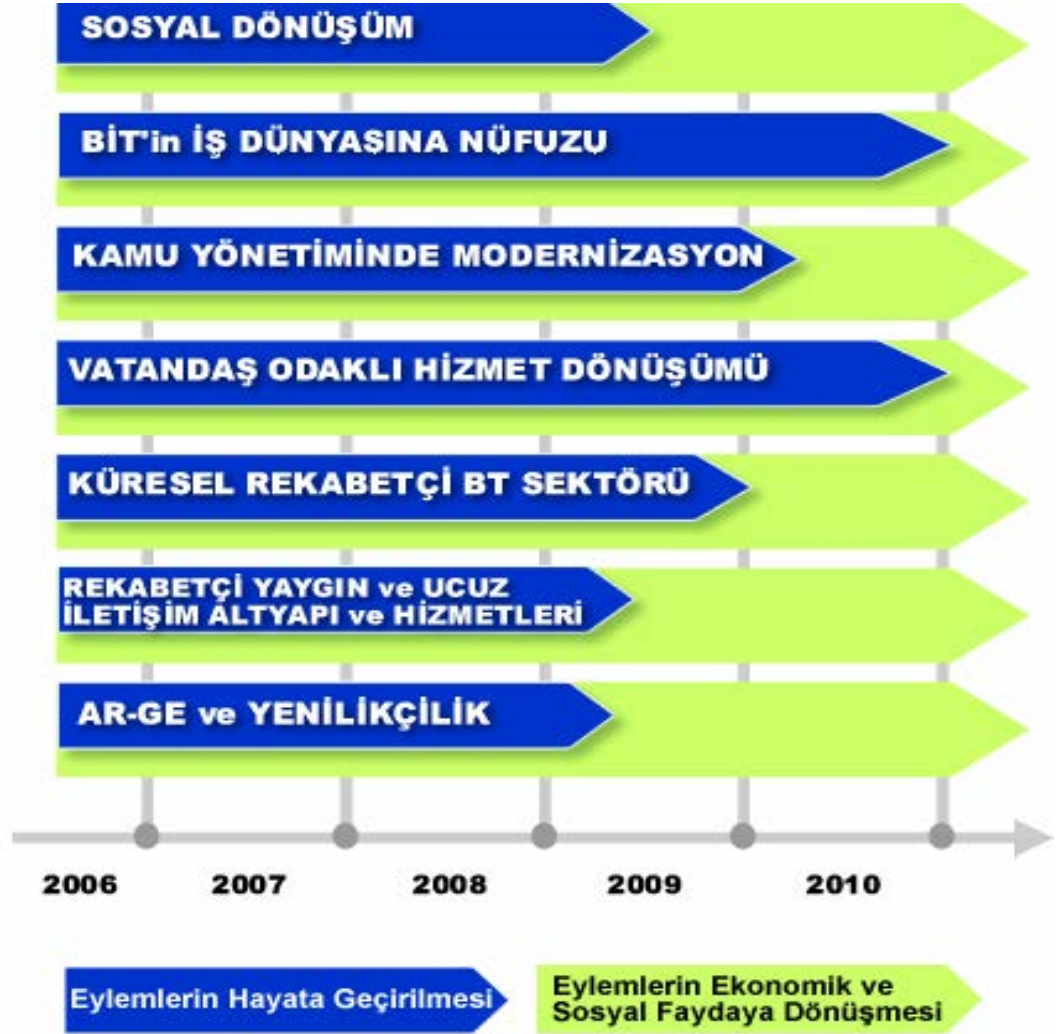 SOSYAL DÖNÜŞÜM
BİT'in İŞ DÜNYASINA NÜFUZU
KAMU YÖNETİMİNDE MODERNİZASYON
VATANDAŞ ODAKLI HİZMET DÖNÜŞÜMÜ
KÜRESEL REKABETÇİ BT SEKTÖRÜ
REKABETÇİ YAYGIN ve UCUZ
İLETİŞİM ALTYAPI ve HİZMETLERİ
AR-GE ve YENİLİKÇİLİK
2006 2007 2008 2009 2010
Eylemlerin Hayata Geçirilmesi
Eylemlerin Ekonomik ve
Sosyal Faydaya Dönüşmesi